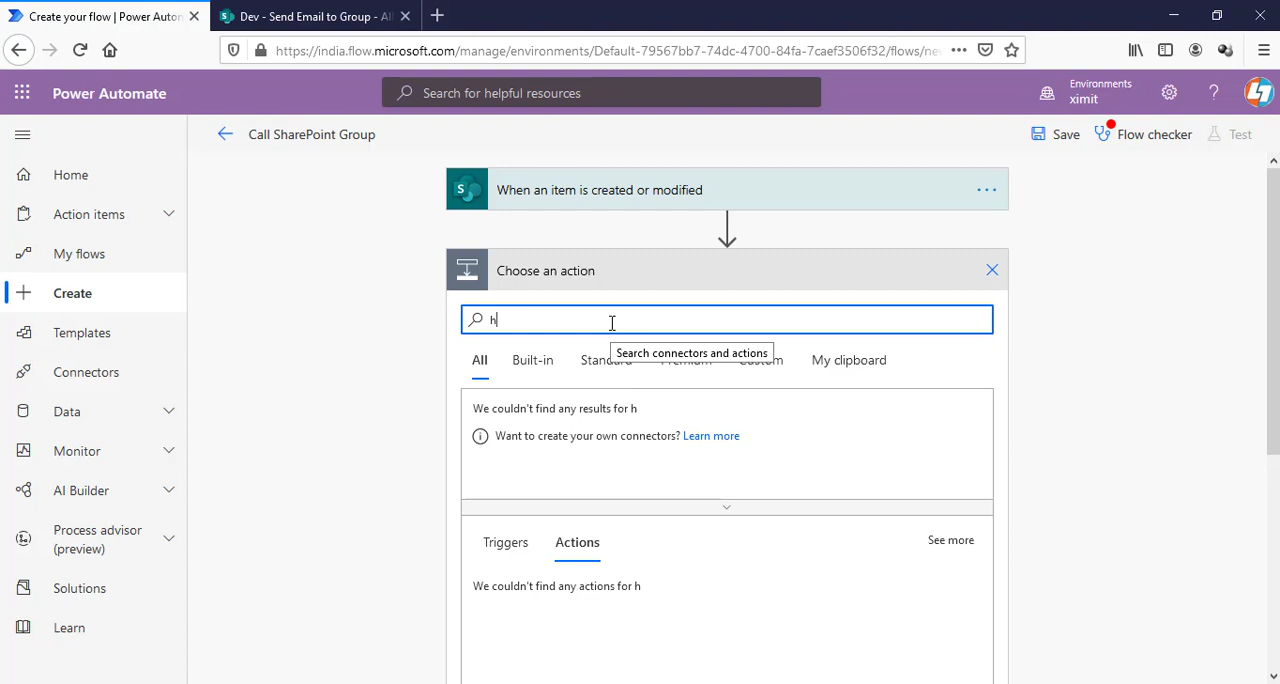 Create your flow | Power Auton
Dev - Send Email to Group - Al
https://india.flow.microsoft.com/manage/environments/Default-79567bb7-74dc-4700-84fa-7caef3506f32/flows/ne
Power Automate
Search for helpful resources
Environments
ximit
Call SharePoint Group
Save
Flow checker
Test
Home
Action items
My flows
Create
Templates
Connectors
Data
Monitor
AI Builder
Process advisor
(preview)
Solutions
Learn
S
When an item is created or modified
Choose an action
h
Search connectors and actions
All
Built-in
Standard
Premium
Custom
My clipboard
We couldn't find any results for h
Want to create your own connectors? Learn more
Triggers
Actions
See more
We couldn't find any actions for h